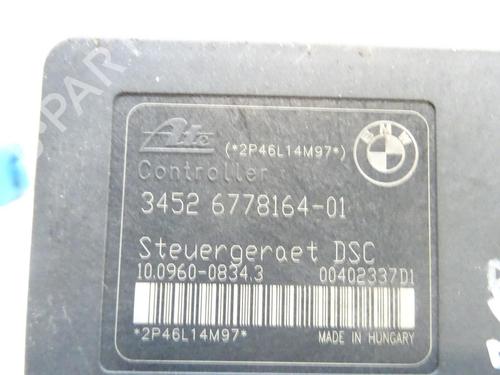 Ate
(*2P46L14M97*)
BMW
Controller
3452 6778164-01
Steuergeraet DSC
10.0960-0834.3 00402337D1
*2P46L14M97*
MADE IN HUNGARY